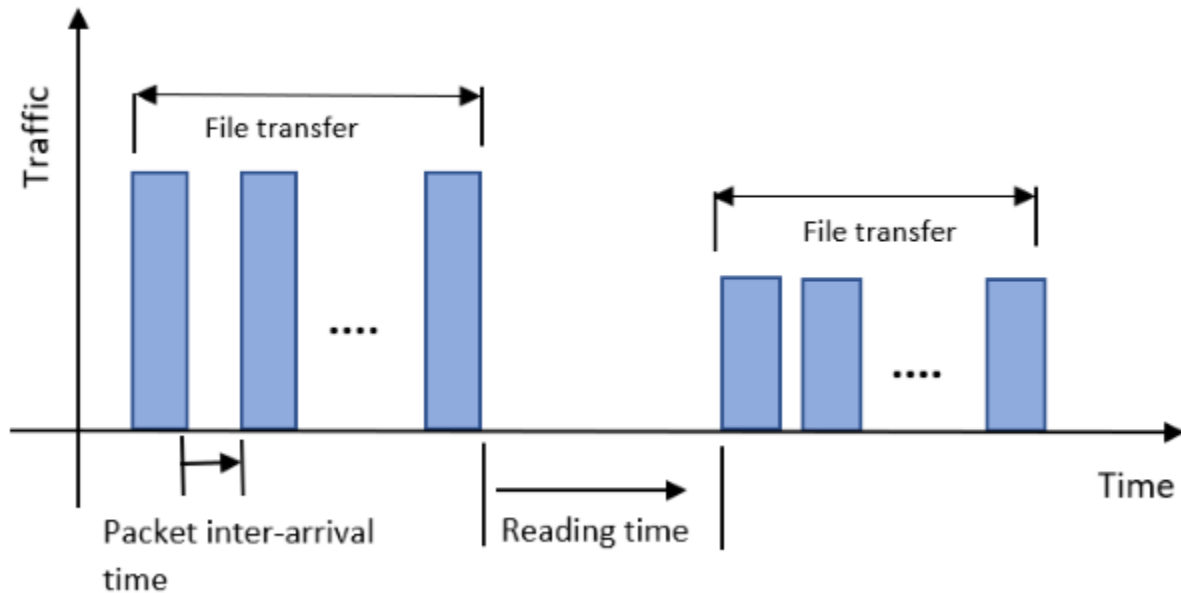 Traffic
File transfer
File transfer
....
....
Time
Packet inter-arrival
time
Reading time